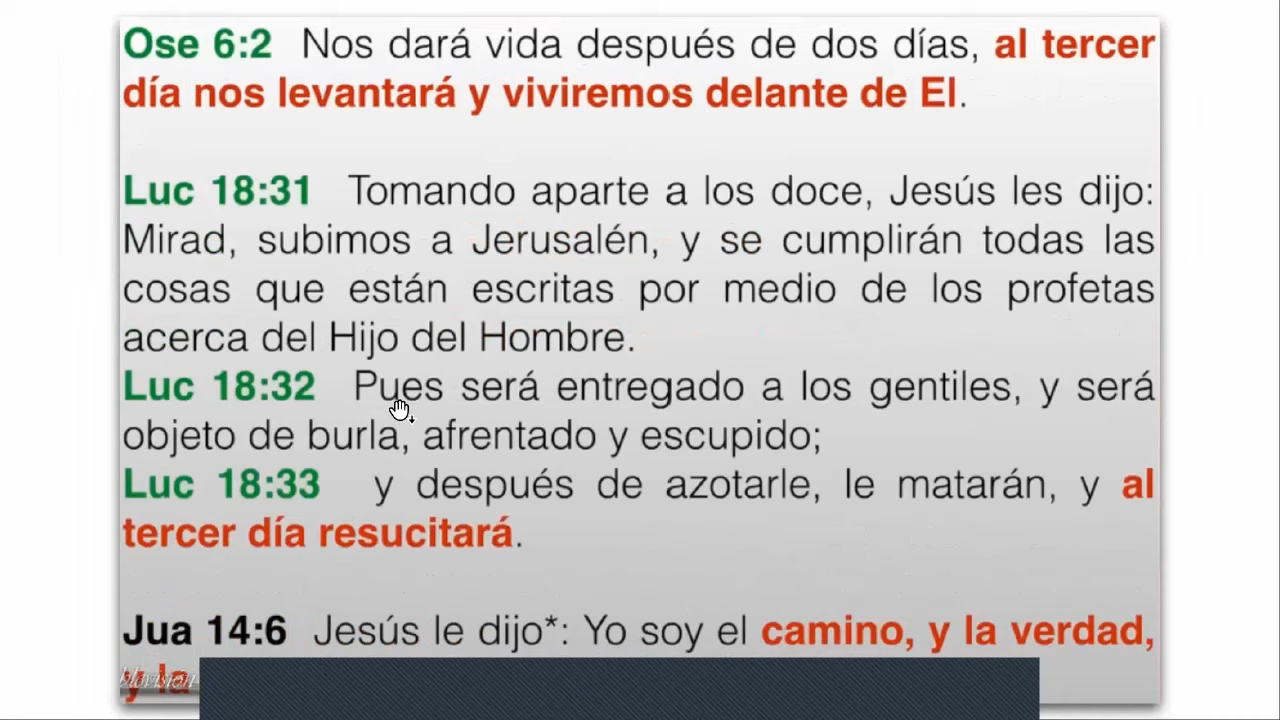 Ose 6:2 Nos dará vida después de dos días, al tercer
día nos levantará y viviremos delante de El.
Luc 18:31 Tomando aparte a los doce, Jesús les dijo:
Mirad, subimos a Jerusalén, y se cumplirán todas las
cosas que están escritas por medio de los profetas
acerca del Hijo del Hombre.
Luc 18:32 Pues será entregado a los gentiles, y será
objeto de burla, afrentado y escupido;
Luc 18:33 y después de azotarle, le matarán, y al
tercer día resucitará.
Jua 14:6 Jesús le dijo*: Yo soy el camino, y la verdad,
y la